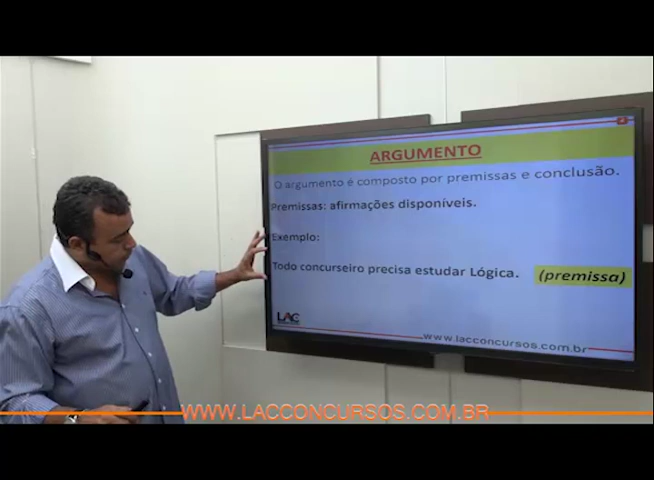 ARGUMENTO
O argumento é composto por premissas e conclusão.
Premissas: afirmações disponíveis.
Exemplo:
Todo concurseiro precisa estudar Lógica. (premissa)
LAC
www.lacconcursos.com.br
WWW.LACCONCURSOS.COM.BR